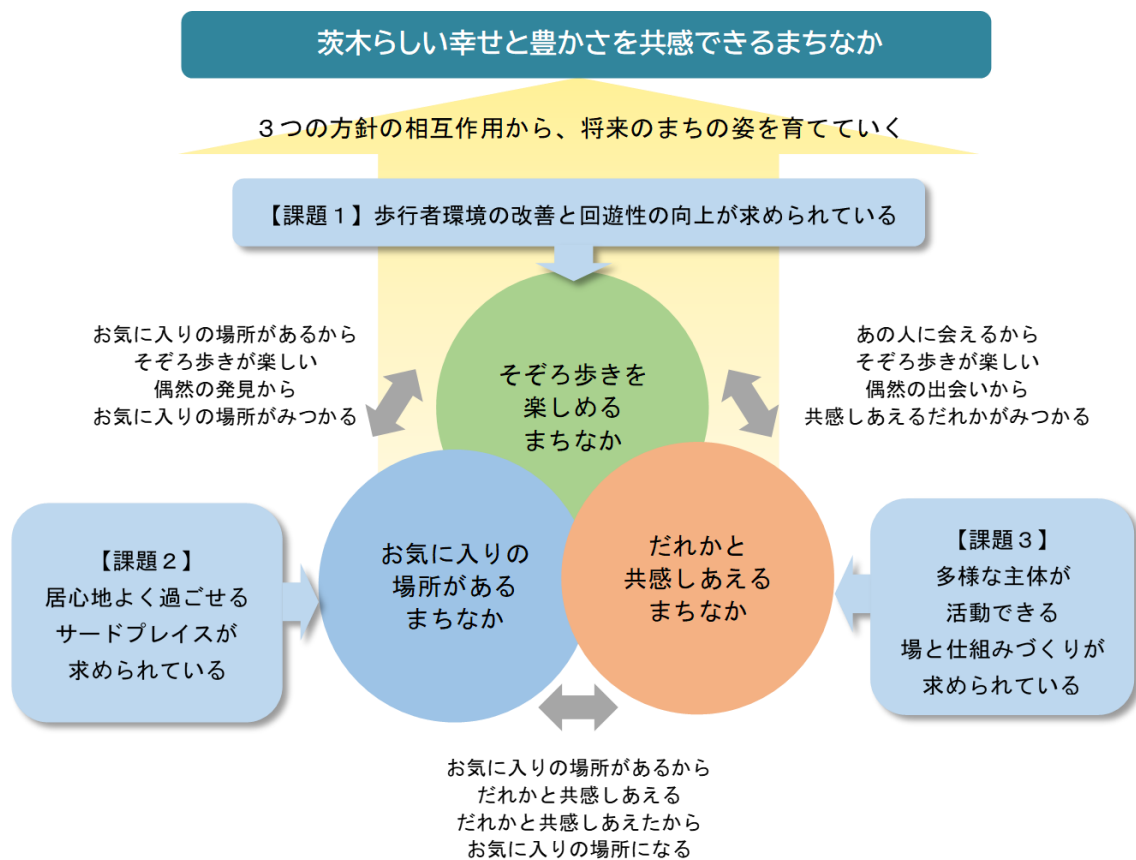 茨木らしい幸せと豊かさを共感できるまちなか
３つの方針の相互作用から、将来のまちの姿を育てていく
【課題１】歩行者環境の改善と回遊性の向上が求められている
お気に入りの場所があるから
そぞろ歩きが楽しい
偶然の発見から
お気に入りの場所がみつかる
そぞろ歩きを
楽しめる
まちなか
あの人に会えるから
そぞろ歩きが楽しい
偶然の出会いから
共感しあえるだれかがみつかる
【課題２】
居心地よく過ごせる
サードプレイスが
求められている
お気に入りの
場所がある
まちなか
だれかと
共感しあえる
まちなか
【課題３】
多様な主体が
活動できる
場と仕組みづくりが
求められている
お気に入りの場所があるから
だれかと共感しあえる
だれかと共感しあえたから
お気に入りの場所になる